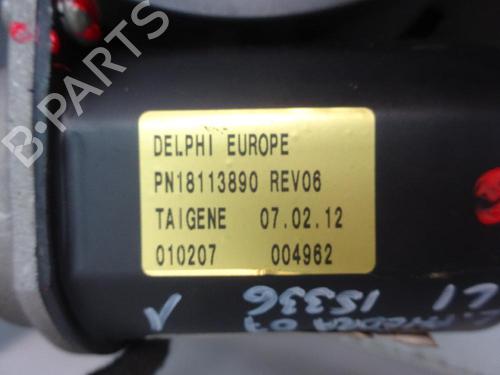 B-PARTS
DELPHI EUROPE
PN18113890 REV06
TAIGENE 07.02.12
010207 004962
15336